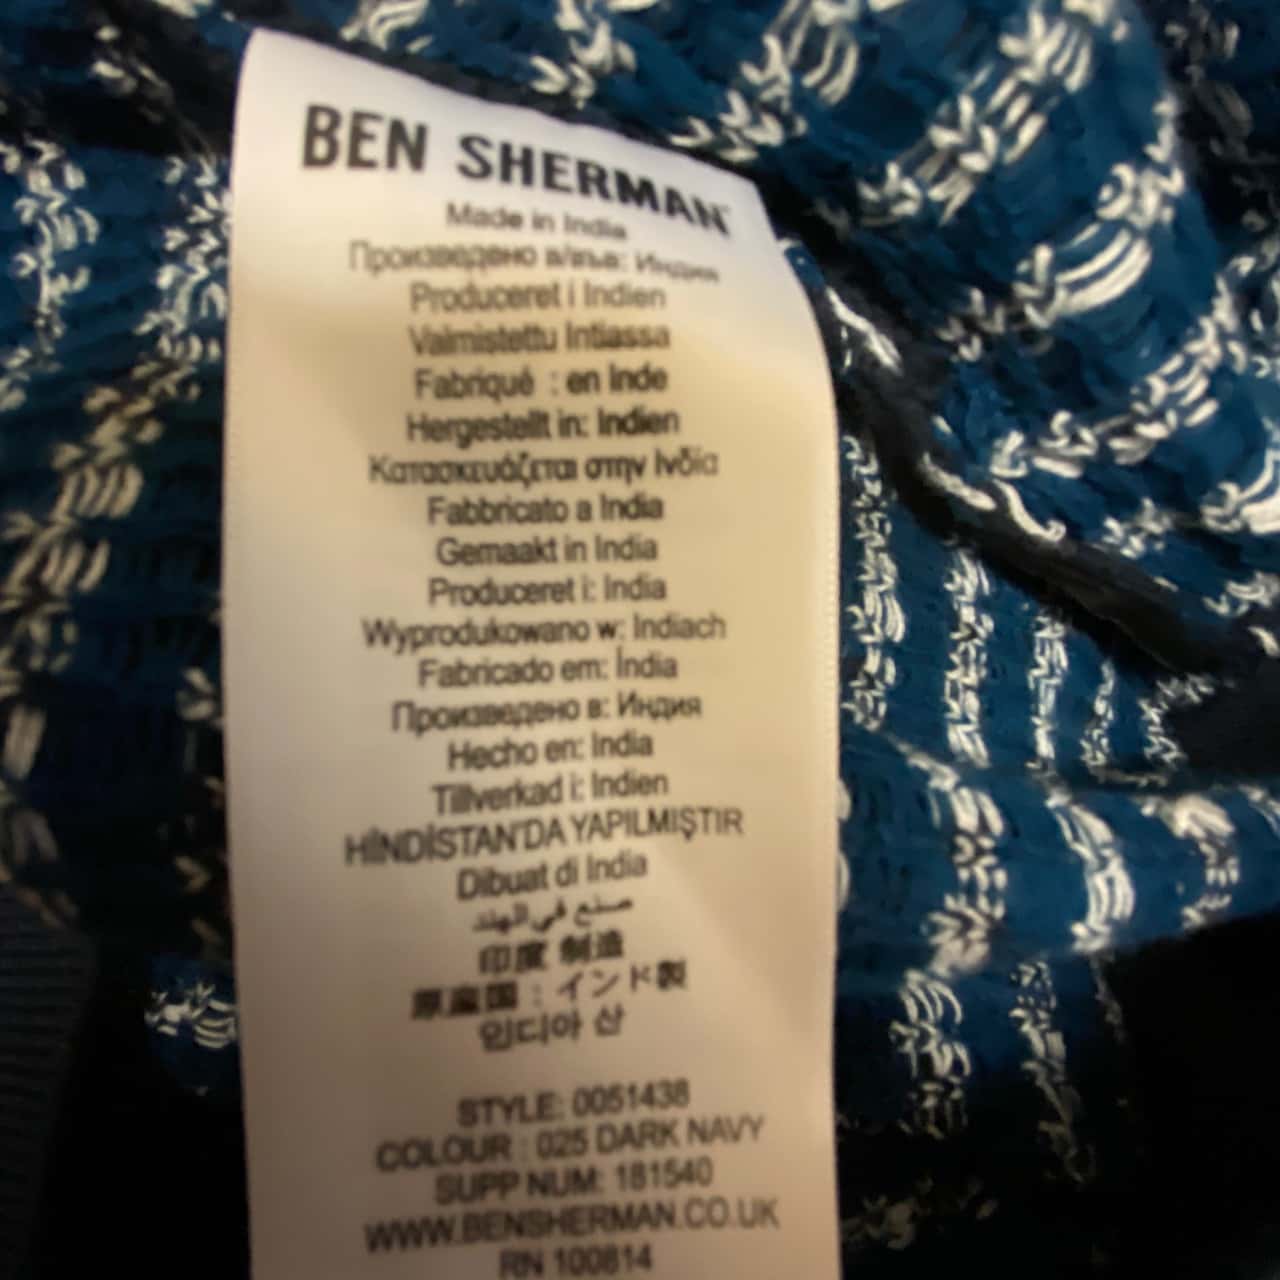 BEN SHERMAN
Made in India
Произведено в/във: Индия
Produceret i Indien
Valmistettu Intiassa
Fabriqué : en Inde
Hergestellt in: Indien
Κατασκευάζεται στην Ινδία
Fabbricato a India
Gemaakt in India
Produceret i: India
Wyprodukowano w: Indiach
Fabricado em: Índia
Произведено в: Индия
Hecho en: India
Tillverkad i: Indien
HİNDİSTAN'DA YAPILMIŞTIR
Dibuat di India
صنع في الهند
印度 制造
原産国 : インド製
인디아 산
STYLE: 0051438
COLOUR : 025 DARK NAVY
SUPP NUM: 181540
WWW.BENSHERMAN.CO.UK
RN 100814